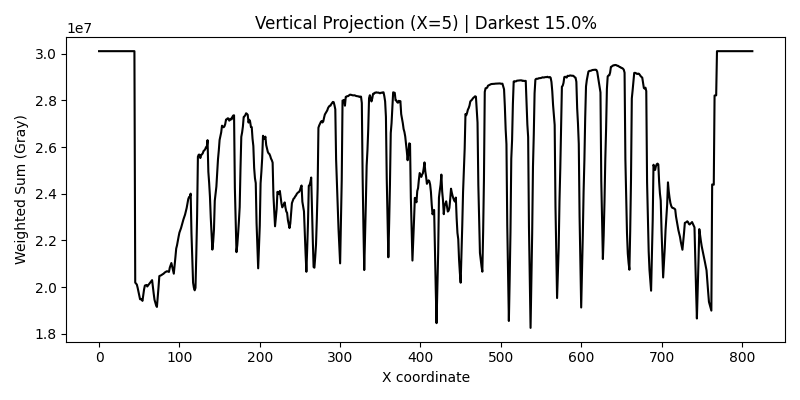 Vertical Projection (X=5) | Darkest 15.0%
1e7
3.0
2.8
2.6
2.4
2.2
2.0
1.8
Weighted Sum (Gray)
0 100 200 300 400 500 600 700 800
X coordinate